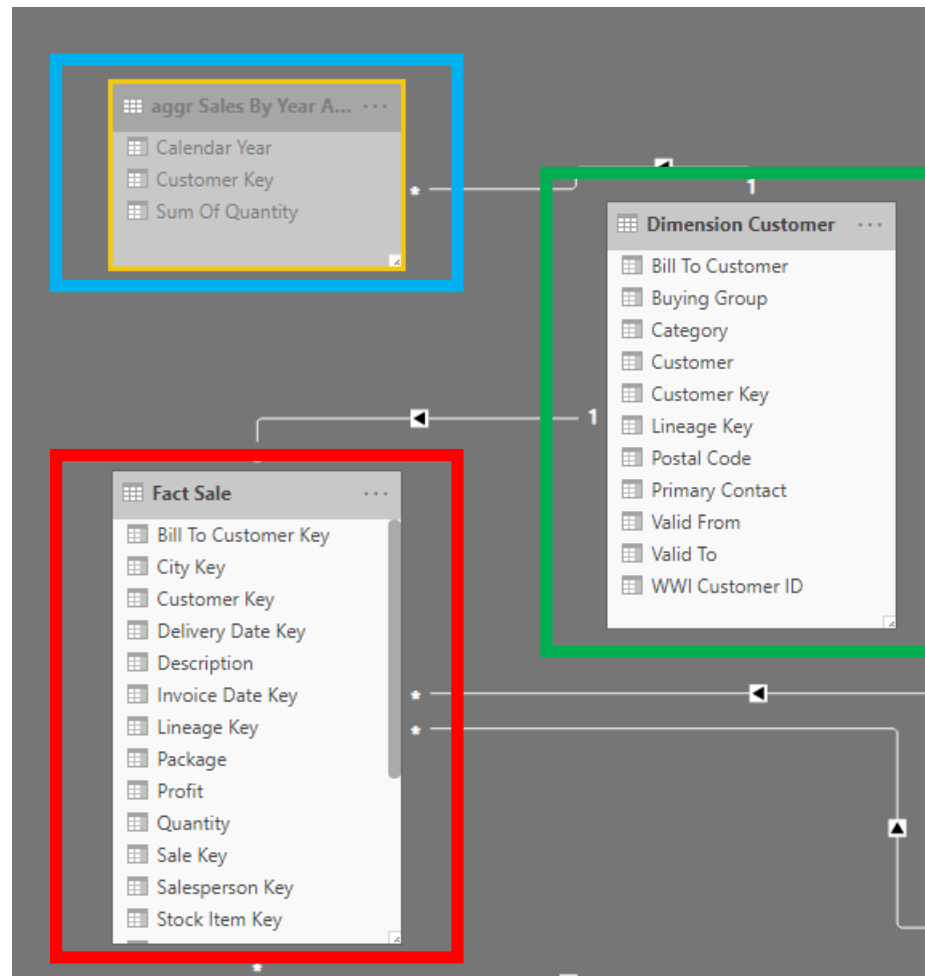 aggr Sales By Year A... ...
Calendar Year
Customer Key
Sum Of Quantity
*
1
Dimension Customer ...
Bill To Customer
Buying Group
Category
Customer
Customer Key
Lineage Key
Postal Code
Primary Contact
Valid From
Valid To
WWI Customer ID
1
Fact Sale ...
Bill To Customer Key
City Key
Customer Key
Delivery Date Key
Description
Invoice Date Key
Lineage Key
Package
Profit
Quantity
Sale Key
Salesperson Key
Stock Item Key
*
*
*